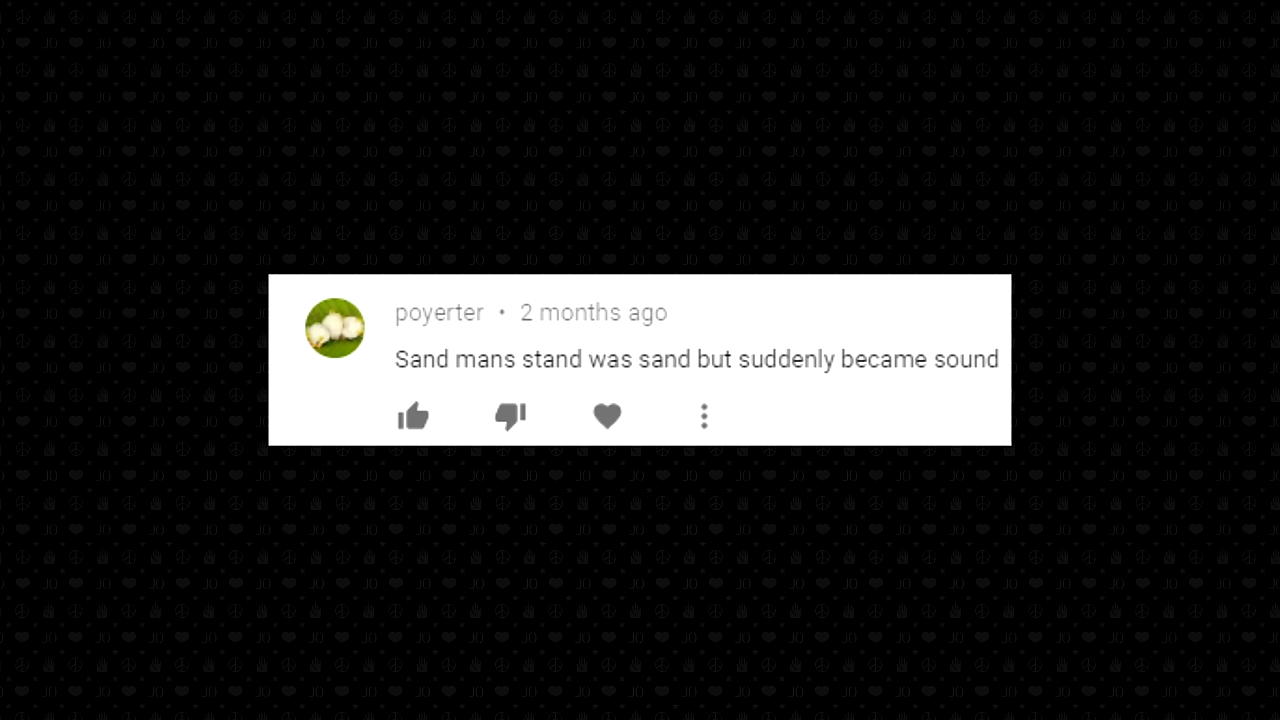 poyerter • 2 months ago
Sand mans stand was sand but suddenly became sound